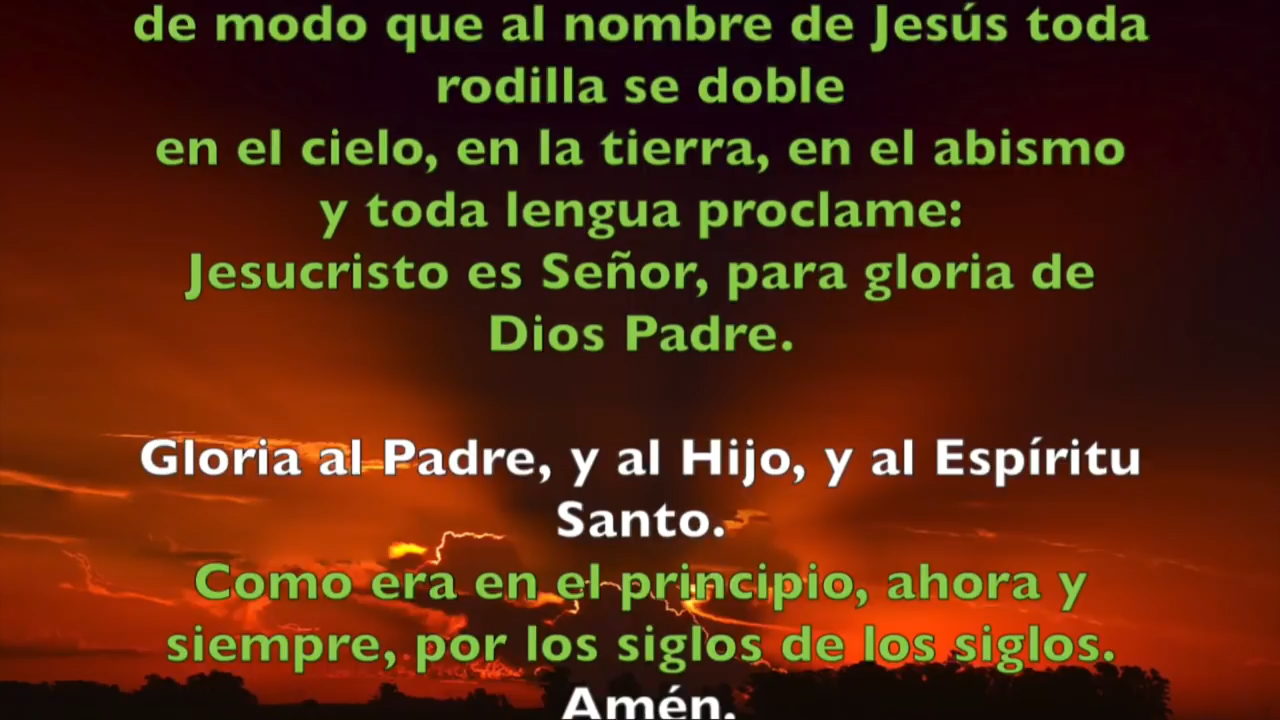 de modo que al nombre de Jesús toda
rodilla se doble
en el cielo, en la tierra, en el abismo
y toda lengua proclame:
Jesucristo es Señor, para gloria de
Dios Padre.
Gloria al Padre, y al Hijo, y al Espíritu
Santo.
Como era en el principio, ahora y
siempre, por los siglos de los siglos.
Amén.